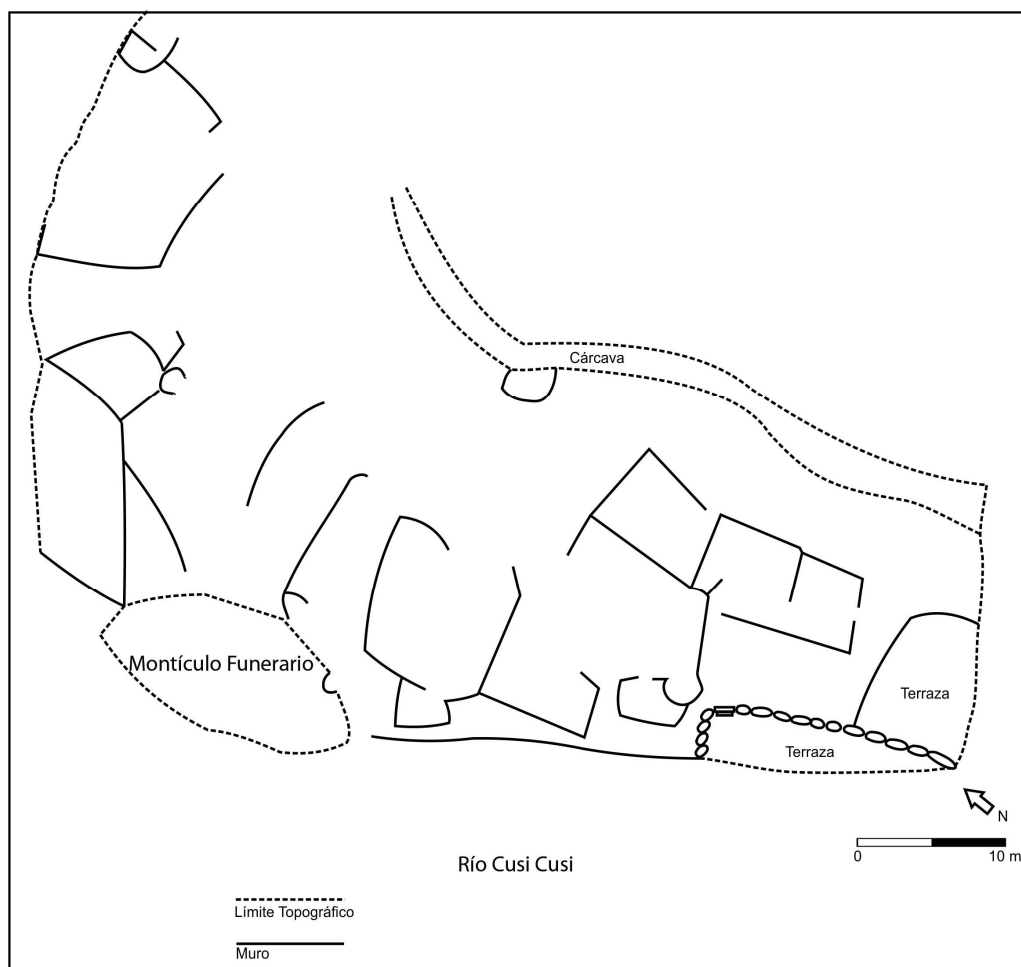 Cárcava
Montículo Funerario
Terraza
Terraza
N
0 10 m
Río Cusi Cusi
Límite Topográfico
Muro